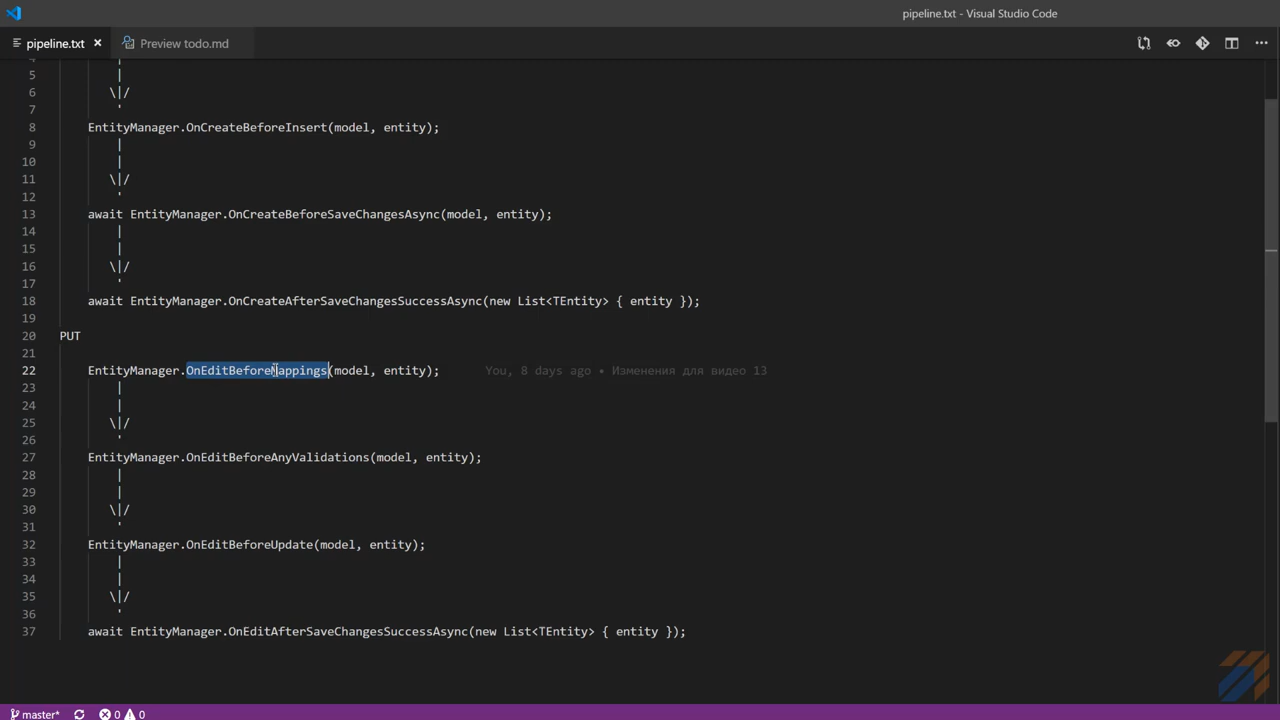 pipeline.txt - Visual Studio Code
pipeline.txt × Preview todo.md
4
5 |
6 \|/
7 '
8 EntityManager.OnCreateBeforeInsert(model, entity);
9 |
10 |
11 \|/
12 '
13 await EntityManager.OnCreateBeforeSaveChangesAsync(model, entity);
14 |
15 |
16 \|/
17 '
18 await EntityManager.OnCreateAfterSaveChangesSuccessAsync(new List<TEntity> { entity });
19
20 PUT
21
22 EntityManager.OnEditBeforeMappings(model, entity); You, 8 days ago • Изменения для видео 13
23 |
24 |
25 \|/
26 '
27 EntityManager.OnEditBeforeAnyValidations(model, entity);
28 |
29 |
30 \|/
31 '
32 EntityManager.OnEditBeforeUpdate(model, entity);
33 |
34 |
35 \|/
36 '
37 await EntityManager.OnEditAfterSaveChangesSuccessAsync(new List<TEntity> { entity });
master* 0 0